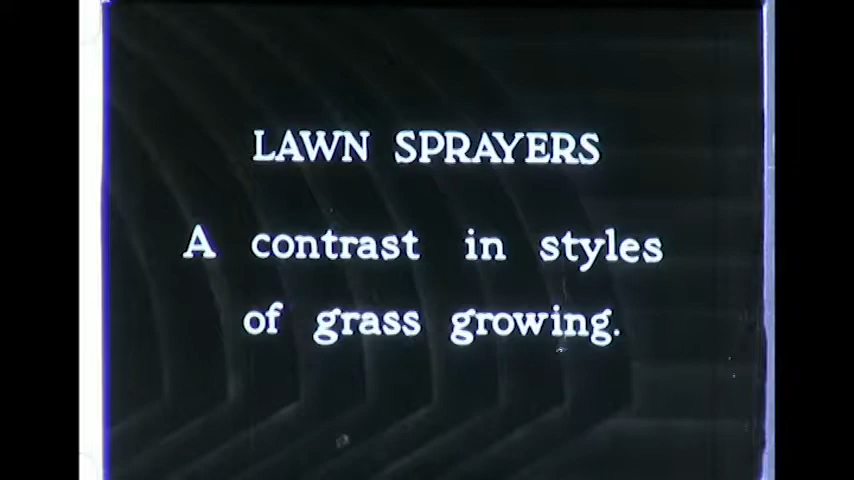 LAWN SPRAYERS
A contrast in styles
of grass growing.